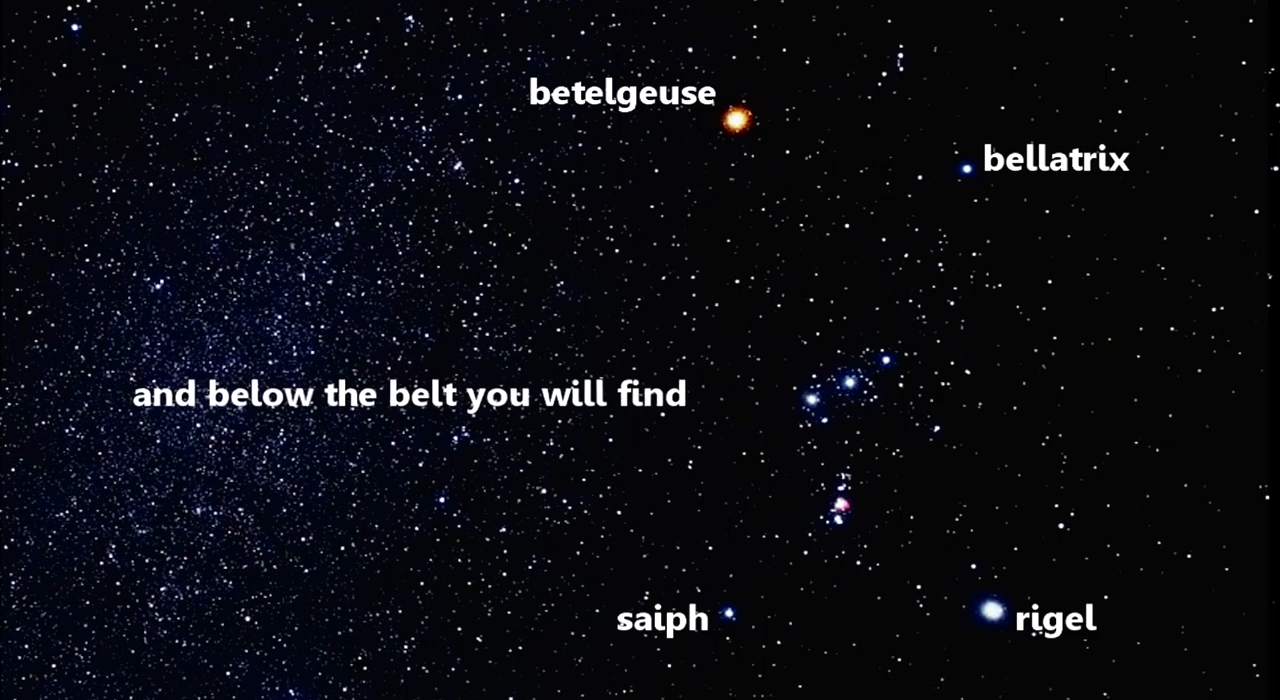 betelgeuse
bellatrix
and below the belt you will find
saiph
rigel